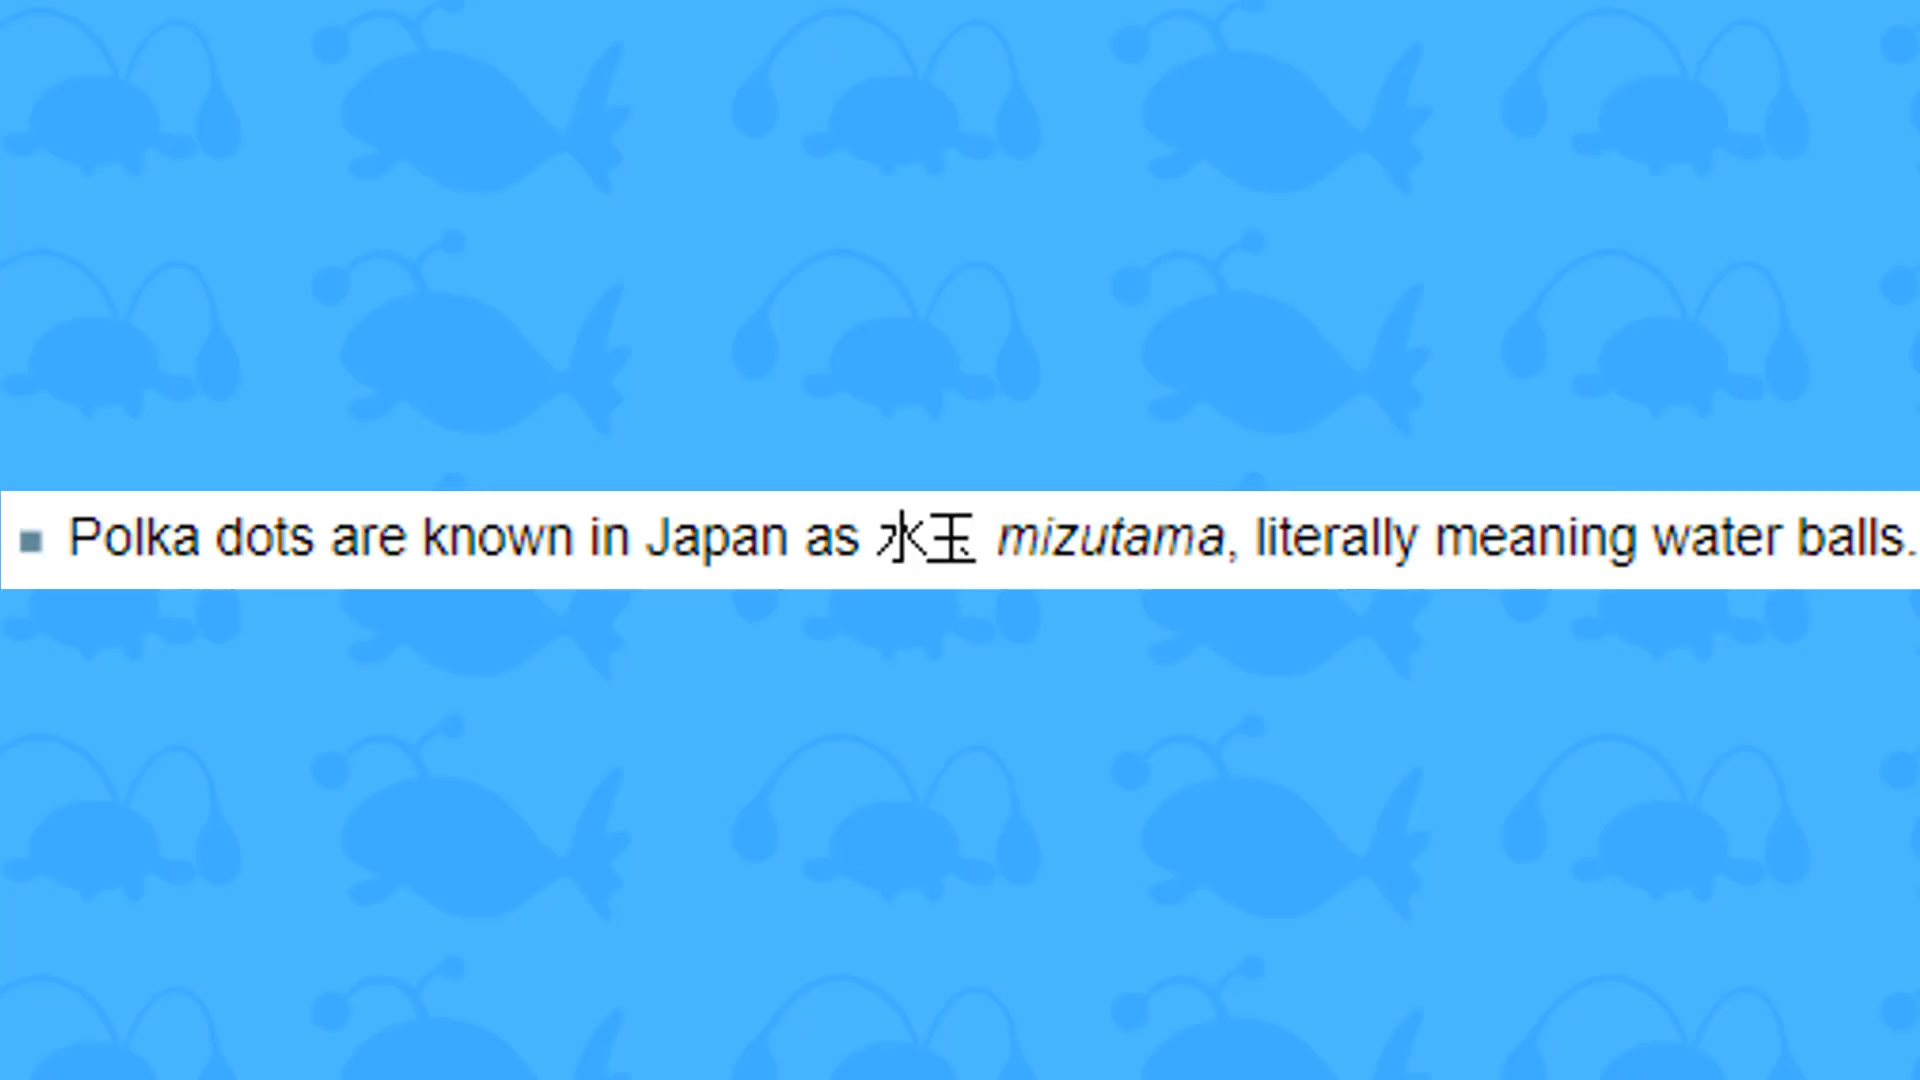 Polka dots are known in Japan as 水玉 mizutama, literally meaning water balls.